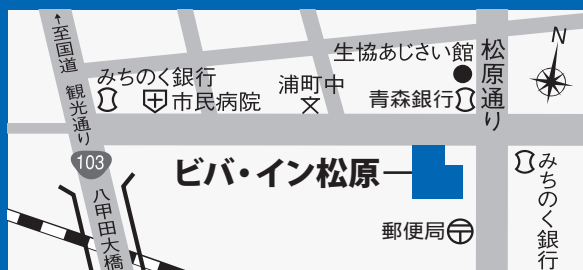 ↑至国道
観光通り
103
八甲田大橋
みちのく銀行
市民病院
浦町中
生協あじさい館
青森銀行
松原通り
N
ビバ・イン松原
みちのく銀行
郵便局